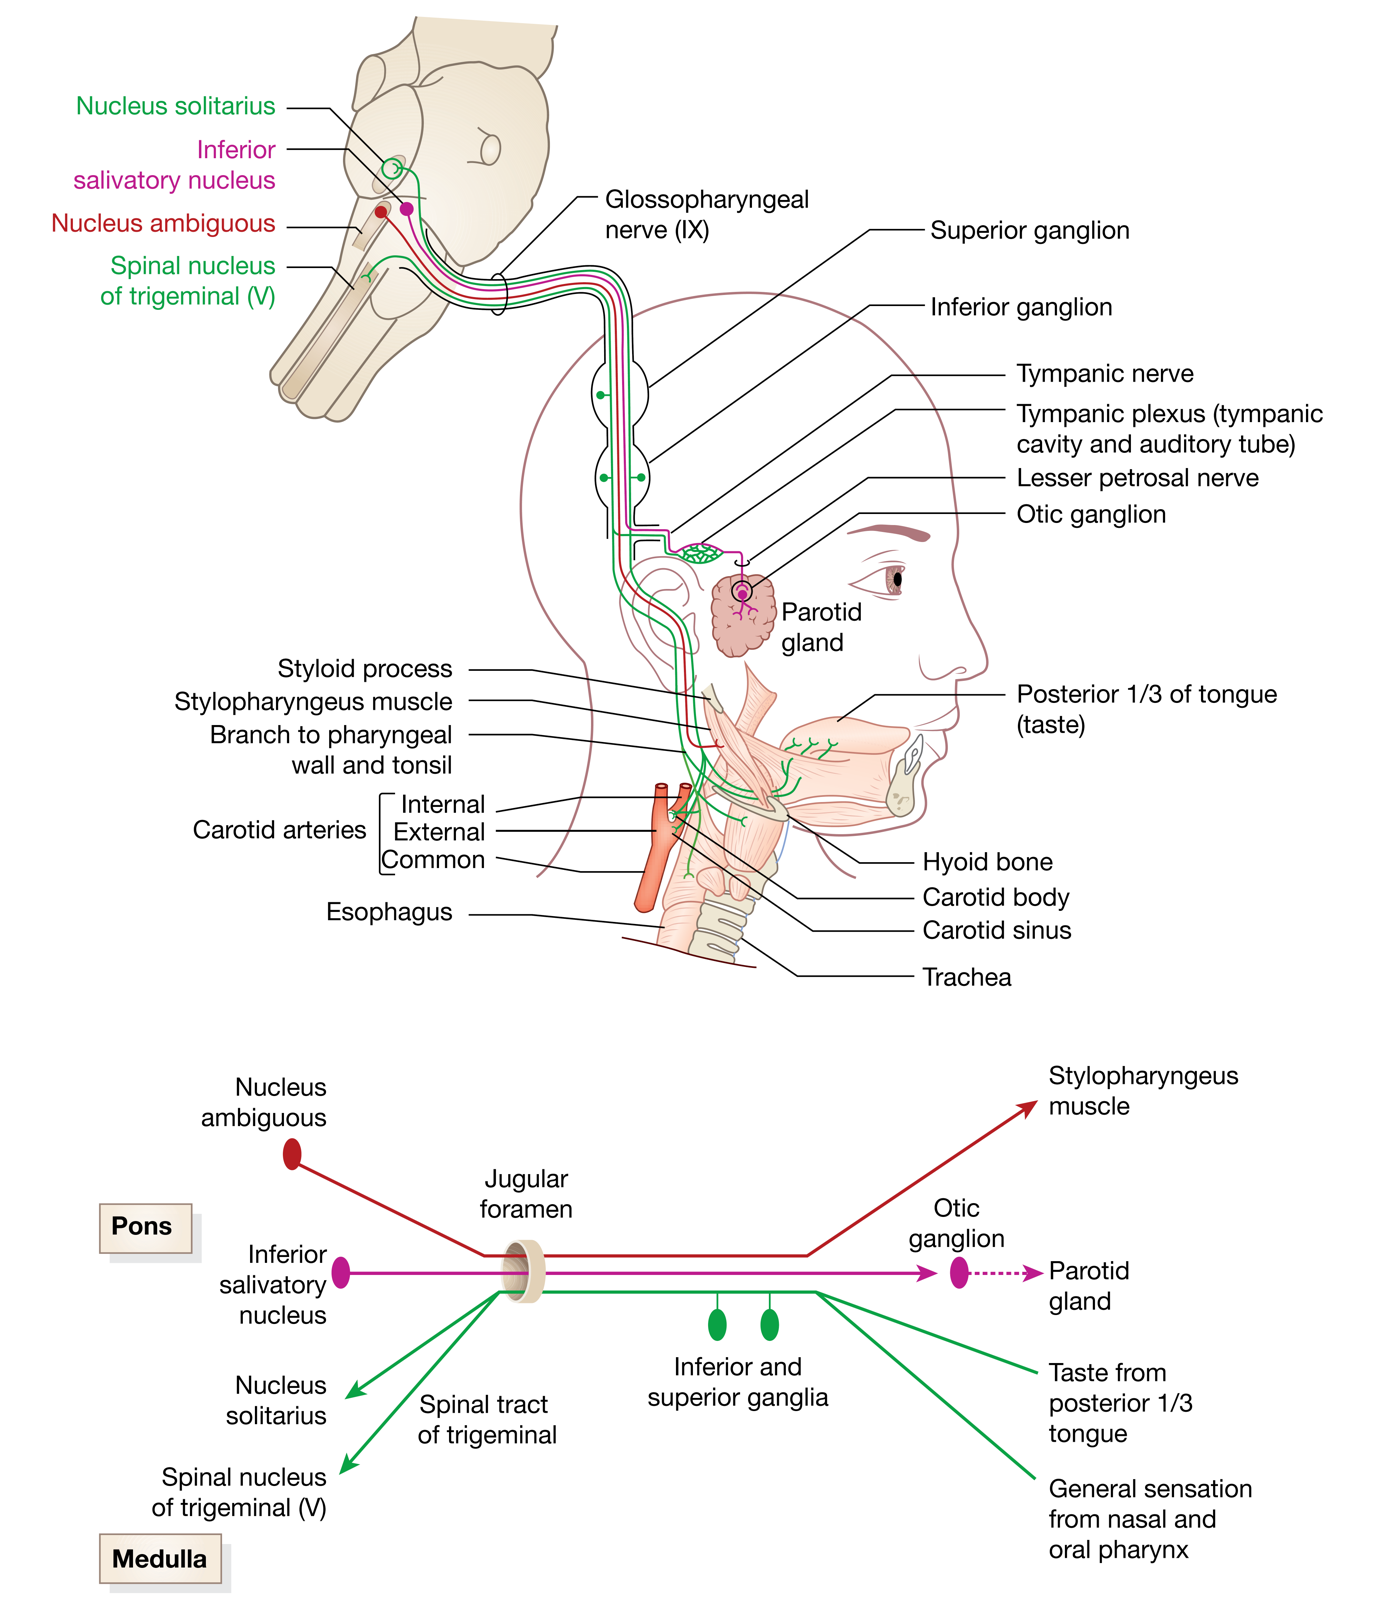 Nucleus solitarius
Inferior
salivatory nucleus
Nucleus ambiguous
Spinal nucleus
of trigeminal (V)
Glossopharyngeal
nerve (IX)
Superior ganglion
Inferior ganglion
Tympanic nerve
Tympanic plexus (tympanic
cavity and auditory tube)
Lesser petrosal nerve
Otic ganglion
Parotid
gland
Styloid process
Stylopharyngeus muscle
Branch to pharyngeal
wall and tonsil
Posterior 1/3 of tongue
(taste)
Carotid arteries
Internal
External
Common
Esophagus
Hyoid bone
Carotid body
Carotid sinus
Trachea
Nucleus
ambiguous
Stylopharyngeus
muscle
Jugular
foramen
Pons
Otic
ganglion
Inferior
salivatory
nucleus
Parotid
gland
Inferior and
superior ganglia
Nucleus
solitarius
Spinal tract
of trigeminal
Taste from
posterior 1/3
tongue
Spinal nucleus
of trigeminal (V)
General sensation
from nasal and
oral pharynx
Medulla